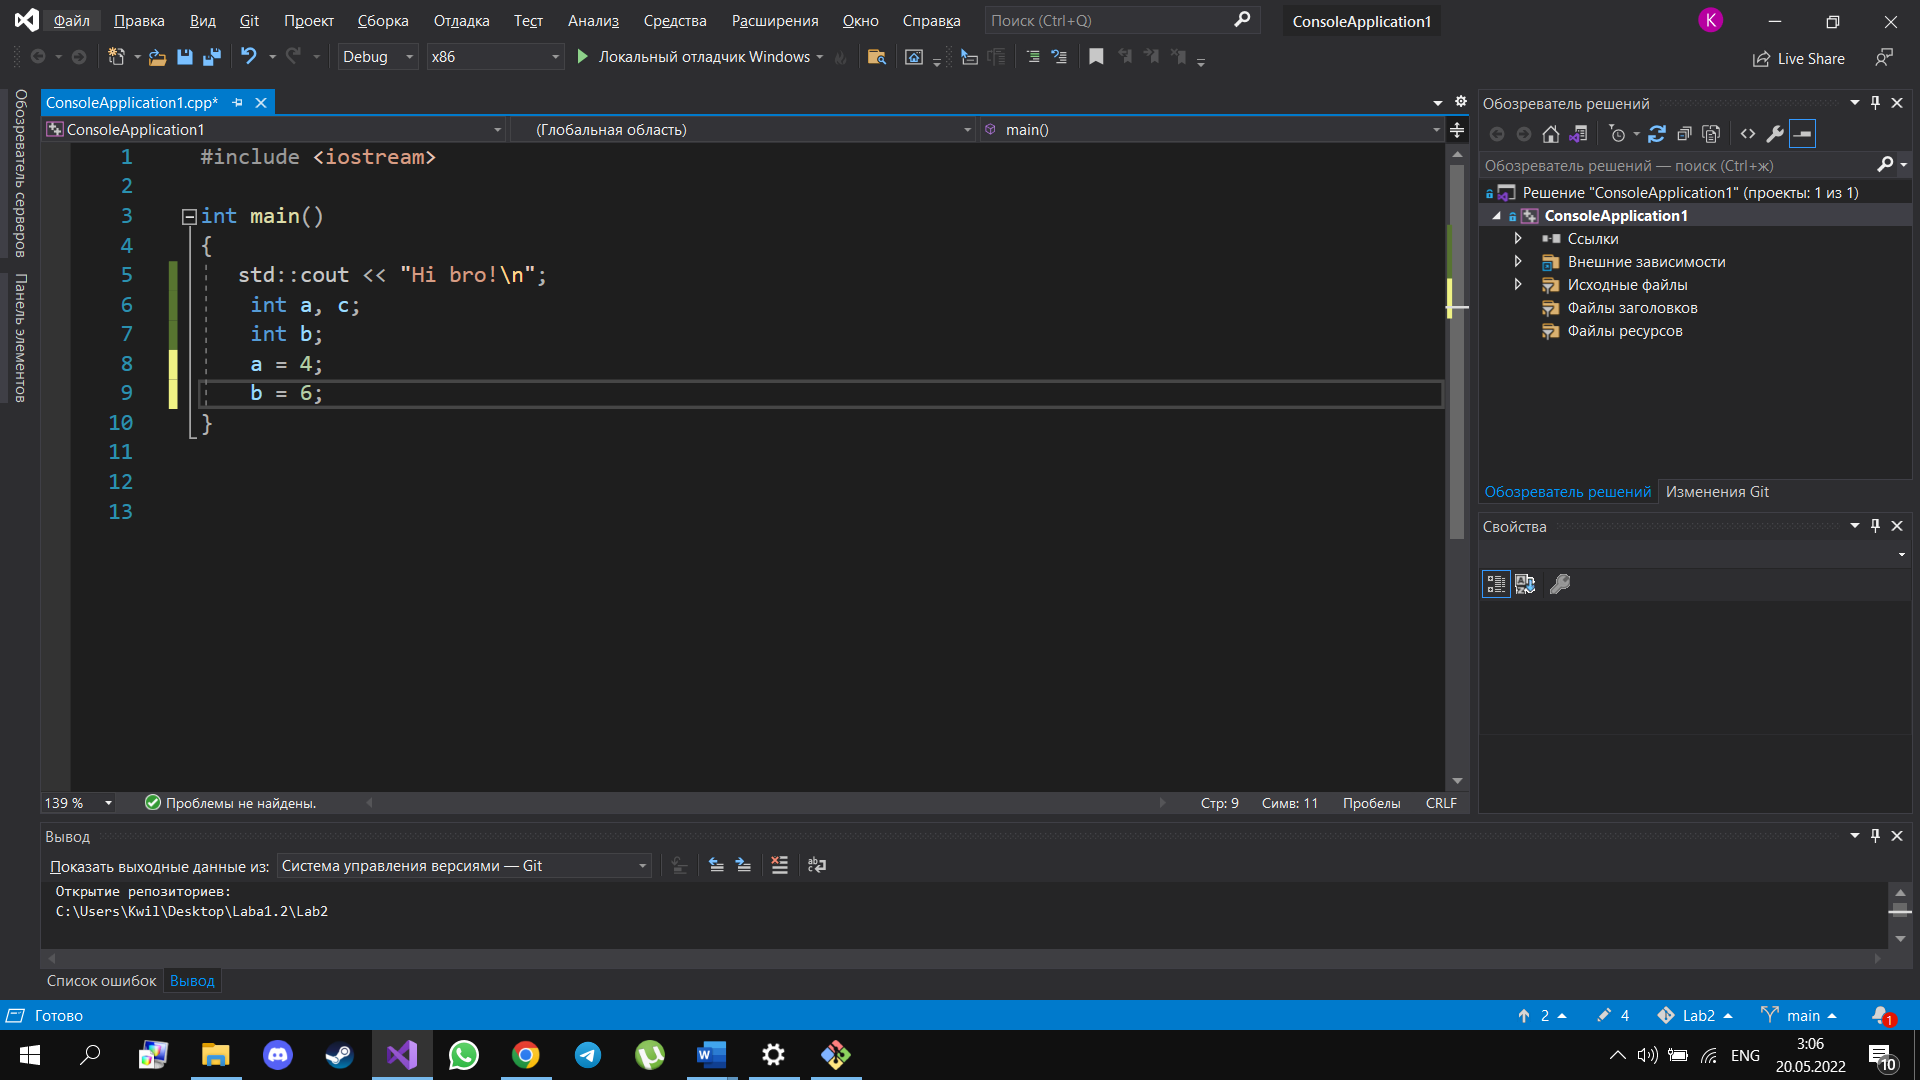 Файл Правка Вид Git Проект Сборка Отладка Тест Анализ Средства Расширения Окно Справка Поиск (Ctrl+Q) ConsoleApplication1 K
Debug x86 Локальный отладчик Windows Live Share
Обозреватель серверов
Панель элементов
ConsoleApplication1.cpp*
ConsoleApplication1 (Глобальная область) main()
1 #include <iostream>
2
3 int main()
4 {
5 std::cout << "Hi bro!\n";
6 int a, c;
7 int b;
8 a = 4;
9 b = 6;
10 }
11
12
13
139 % Проблемы не найдены. Стр: 9 Симв: 11 Пробелы CRLF
Обозреватель решений
Обозреватель решений — поиск (Ctrl+ж)
Решение "ConsoleApplication1" (проекты: 1 из 1)
ConsoleApplication1
Ссылки
Внешние зависимости
Исходные файлы
Файлы заголовков
Файлы ресурсов
Обозреватель решений Изменения Git
Свойства
Вывод
Показать выходные данные из: Система управления версиями — Git
Открытие репозиториев:
C:\Users\Kwil\Desktop\Laba1.2\Lab2
Список ошибок Вывод
Готово 2 4 Lab2 main 1
ENG 3:06
20.05.2022 10